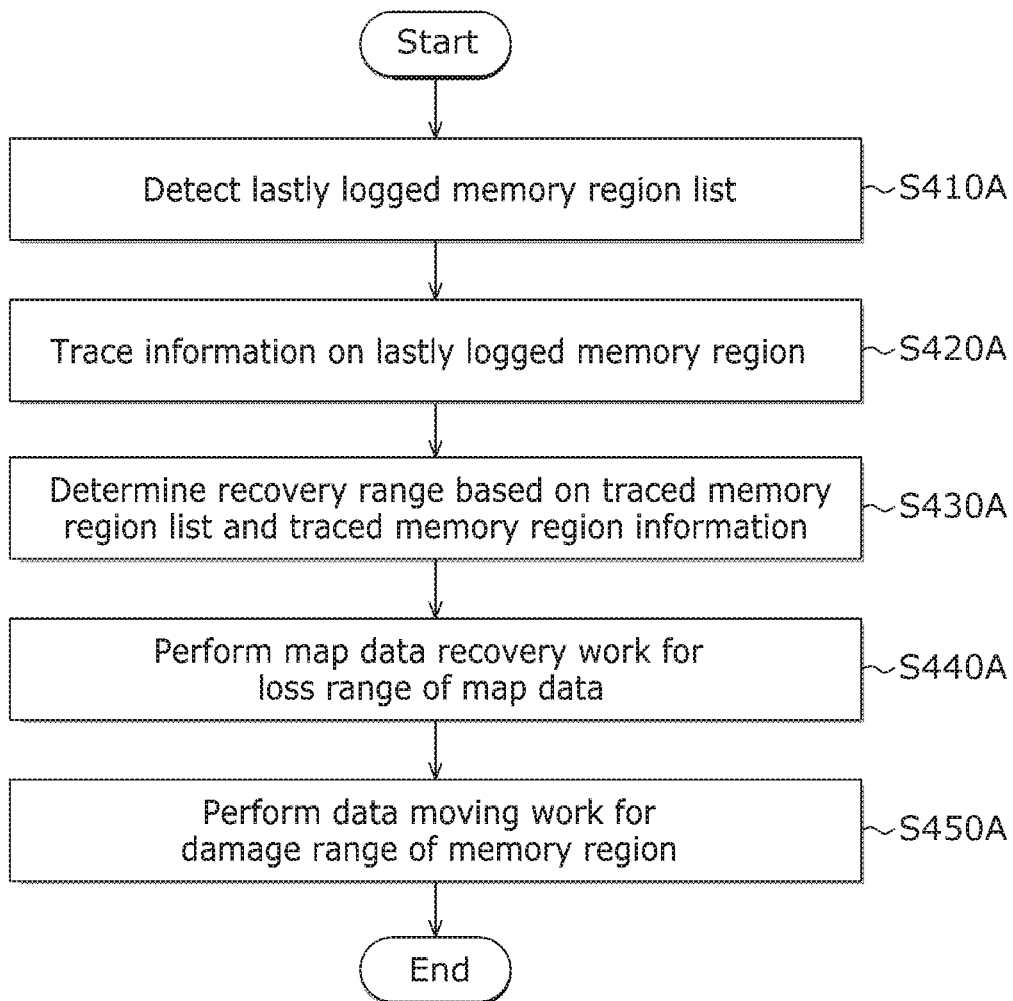 Start
Detect lastly logged memory region list
S410A
Trace information on lastly logged memory region
S420A
Determine recovery range based on traced memory
region list and traced memory region information
S430A
Perform map data recovery work for
loss range of map data
S440A
Perform data moving work for
damage range of memory region
S450A
End